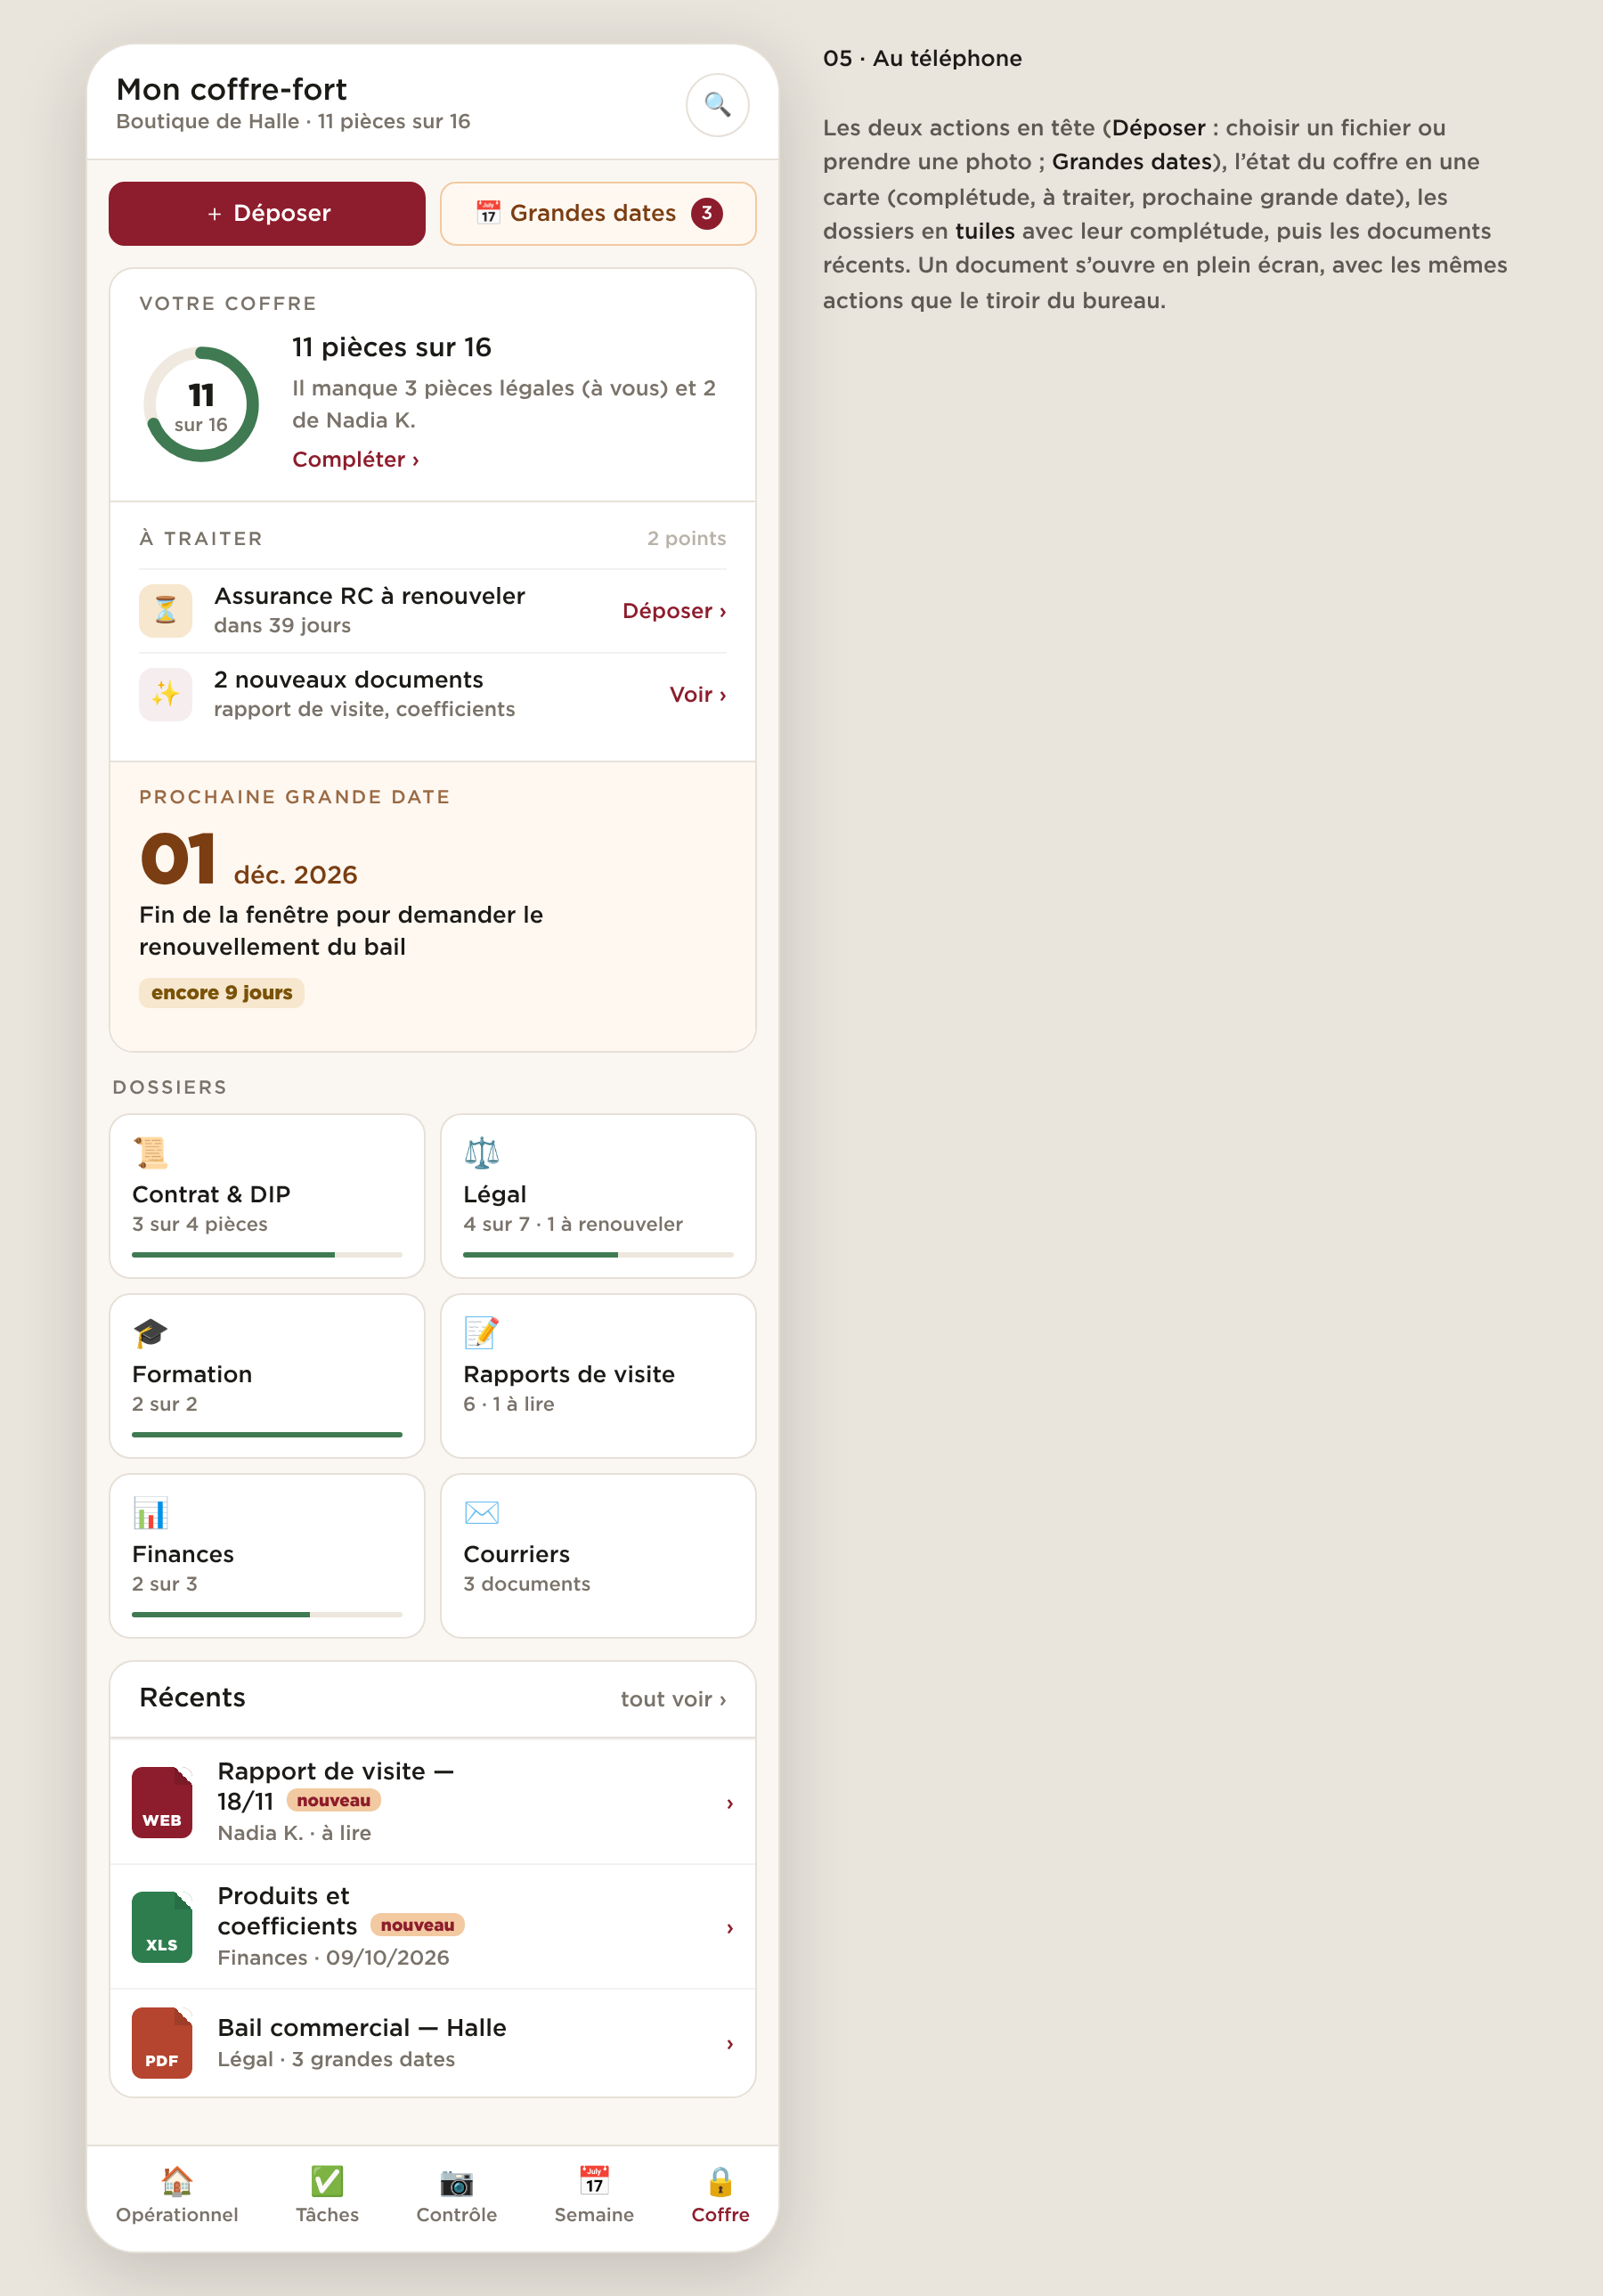 Mon coffre-fort
Boutique de Halle · 11 pièces sur 16
+ Déposer
Grandes dates 3
VOTRE COFFRE
11
sur 16
11 pièces sur 16
Il manque 3 pièces légales (à vous) et 2
de Nadia K.
Compléter ›
À TRAITER
2 points
Assurance RC à renouveler
dans 39 jours
Déposer ›
2 nouveaux documents
rapport de visite, coefficients
Voir ›
PROCHAINE GRANDE DATE
01 déc. 2026
Fin de la fenêtre pour demander le
renouvellement du bail
encore 9 jours
DOSSIERS
Contrat & DIP
3 sur 4 pièces
Légal
4 sur 7 · 1 à renouveler
Formation
2 sur 2
Rapports de visite
6 · 1 à lire
Finances
2 sur 3
Courriers
3 documents
Récents
tout voir ›
WEB
Rapport de visite —
18/11 nouveau
Nadia K. · à lire
›
XLS
Produits et
coefficients nouveau
Finances · 09/10/2026
›
PDF
Bail commercial — Halle
Légal · 3 grandes dates
›
Opérationnel
Tâches
Contrôle
Semaine
Coffre
05 · Au téléphone
Les deux actions en tête (Déposer : choisir un fichier ou
prendre une photo ; Grandes dates), l’état du coffre en une
carte (complétude, à traiter, prochaine grande date), les
dossiers en tuiles avec leur complétude, puis les documents
récents. Un document s’ouvre en plein écran, avec les mêmes
actions que le tiroir du bureau.